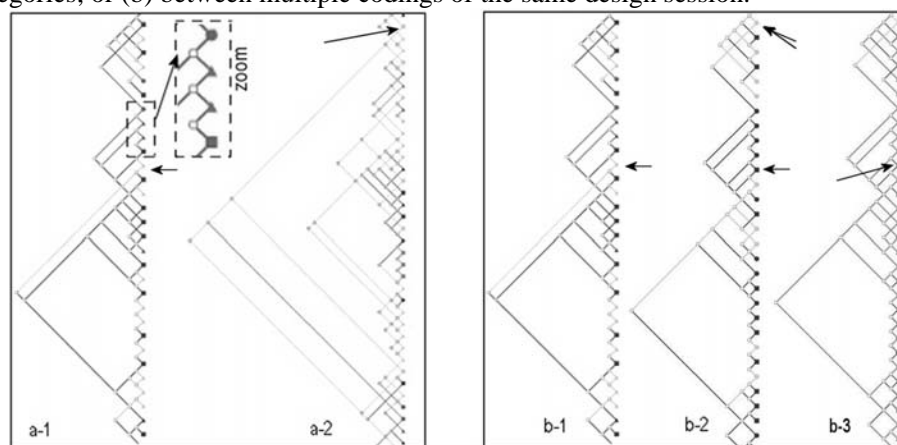 egories, or (b) between multiple codings of the same design session.
zoom
a-1
a-2
b-1
b-2
b-3